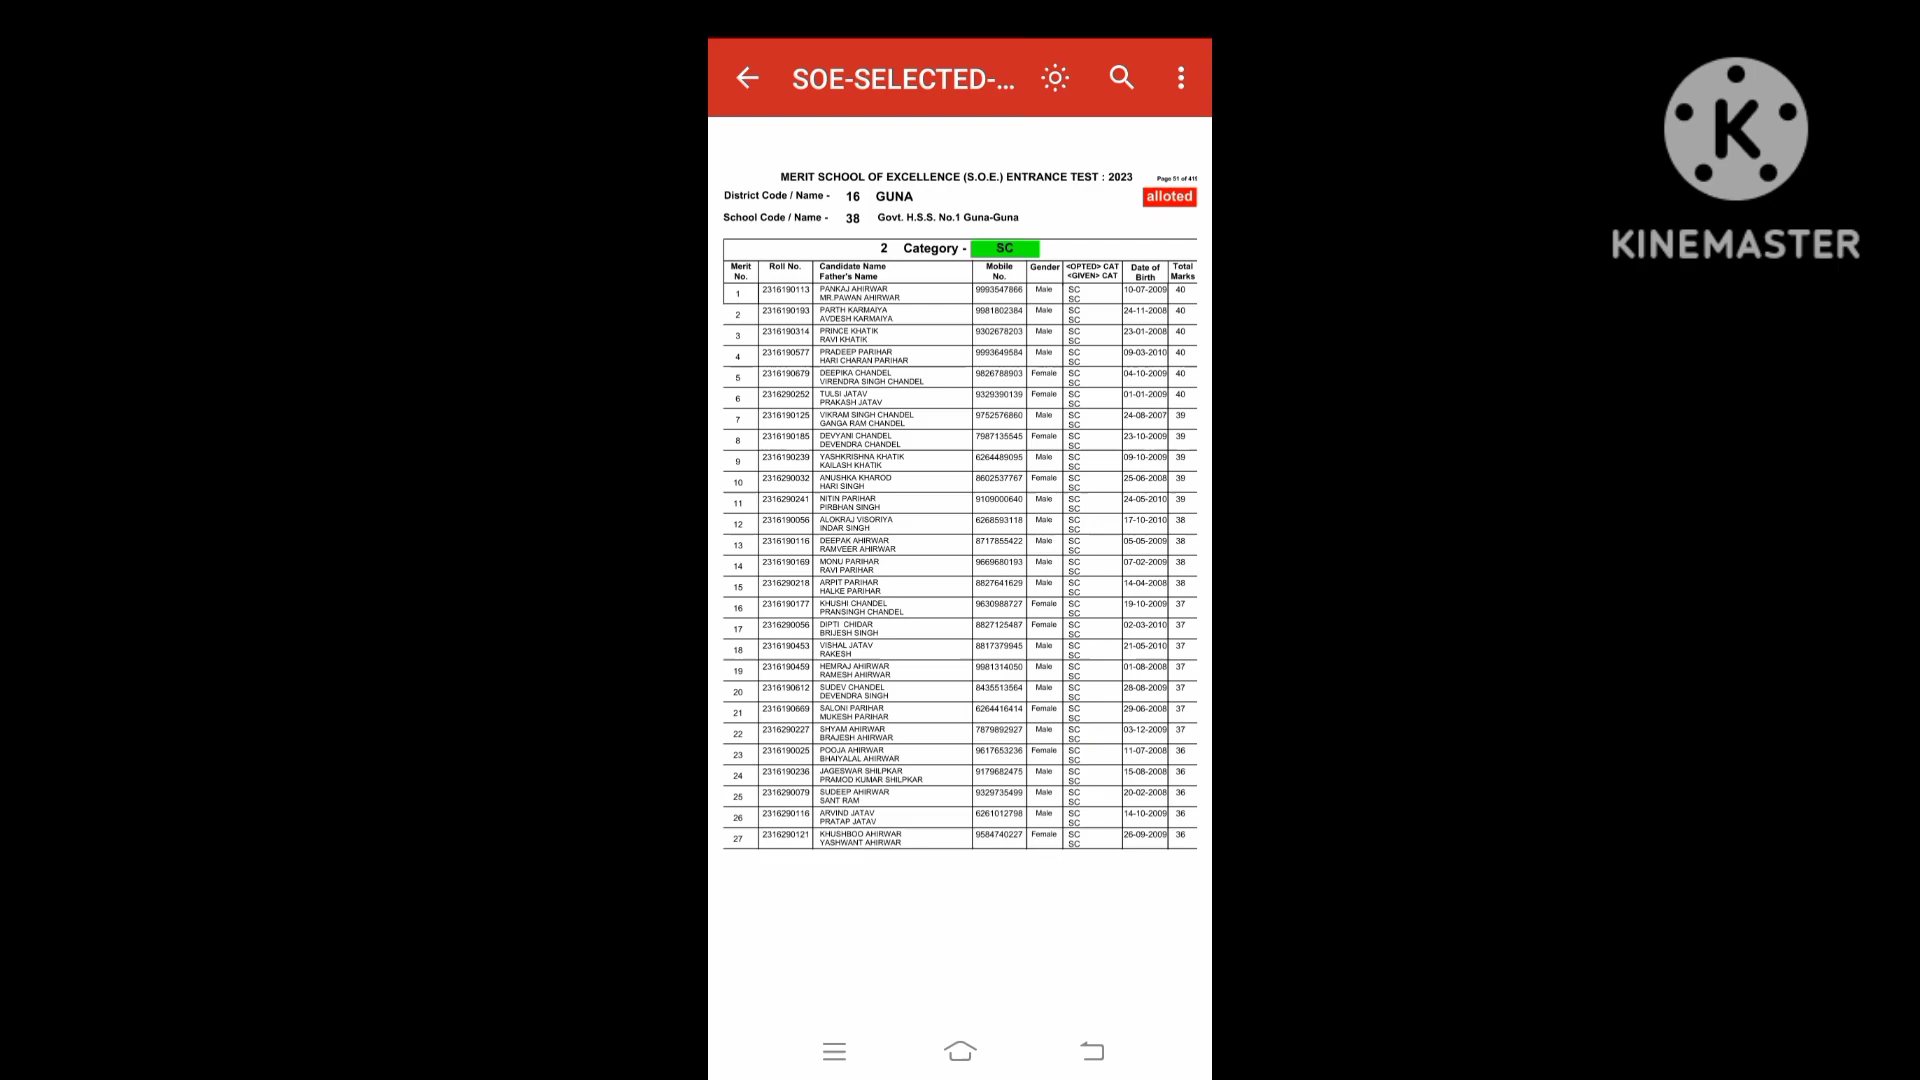 SOE-SELECTED-...
K
KINEMASTER
MERIT SCHOOL OF EXCELLENCE (S.O.E.) ENTRANCE TEST : 2023 Page 51 of 411
District Code / Name - 16 GUNA alloted
School Code / Name - 38 Govt. H.S.S. No.1 Guna-Guna
2 Category - SC
Merit No. Roll No. Candidate Name Father's Name Mobile No. Gender <OPTED> CAT <GIVEN> CAT Date of Birth Total Marks
1 2316190113 PANKAJ AHIRWAR 9993547866 Male SC 10-07-2009 40
MR.PAWAN AHIRWAR SC
2 2316190193 PARTH KARMAIYA 9981802384 Male SC 24-11-2008 40
AVDESH KARMAIYA SC
3 2316190314 PRINCE KHATIK 9302678203 Male SC 23-01-2008 40
RAVI KHATIK SC
4 2316190577 PRADEEP PARIHAR 9993649584 Male SC 09-03-2010 40
HARI CHARAN PARIHAR SC
5 2316190679 DEEPIKA CHANDEL 9826788903 Female SC 04-10-2009 40
VIRENDRA SINGH CHANDEL SC
6 2316290252 TULSI JATAV 9329390139 Female SC 01-01-2009 40
PRAKASH JATAV SC
7 2316190125 VIKRAM SINGH CHANDEL 9752576860 Male SC 24-08-2007 39
GANGA RAM CHANDEL SC
8 2316190185 DEVYANI CHANDEL 7987135545 Female SC 23-10-2009 39
DEVENDRA CHANDEL SC
9 2316190239 YASHKRISHNA KHATIK 6264489095 Male SC 09-10-2009 39
KAILASH KHATIK SC
10 2316290032 ANUSHKA KHAROD 8602537767 Female SC 25-06-2008 39
HARI SINGH SC
11 2316290241 NITIN PARIHAR 9109000640 Male SC 24-05-2010 39
PIRBHAN SINGH SC
12 2316190056 ALOKRAJ VISORIYA 6268593118 Male SC 17-10-2010 38
INDAR SINGH SC
13 2316190116 DEEPAK AHIRWAR 8717855422 Male SC 05-05-2009 38
RAMVEER AHIRWAR SC
14 2316190169 MONU PARIHAR 9669680193 Male SC 07-02-2009 38
RAVI PARIHAR SC
15 2316290218 ARPIT PARIHAR 8827641629 Male SC 14-04-2008 38
HALKE PARIHAR SC
16 2316190177 KHUSHI CHANDEL 9630988727 Female SC 19-10-2009 37
PRANSINGH CHANDEL SC
17 2316290056 DIPTI CHIDAR 8827125487 Female SC 02-03-2010 37
BRIJESH SINGH SC
18 2316190453 VISHAL JATAV 8817379945 Male SC 21-05-2010 37
RAKESH SC
19 2316190459 HEMRAJ AHIRWAR 9981314050 Male SC 01-08-2008 37
RAMESH AHIRWAR SC
20 2316190612 SUDEV CHANDEL 8435513564 Male SC 28-08-2009 37
DEVENDRA SINGH SC
21 2316190669 SALONI PARIHAR 6264416414 Female SC 29-06-2008 37
MUKESH PARIHAR SC
22 2316290227 SHYAM AHIRWAR 7879892927 Male SC 03-12-2009 37
BRAJESH AHIRWAR SC
23 2316190025 POOJA AHIRWAR 9617653236 Female SC 11-07-2008 36
BHAIYALAL AHIRWAR SC
24 2316190236 JAGESWAR SHILPKAR 9179682475 Male SC 15-08-2008 36
PRAMOD KUMAR SHILPKAR SC
25 2316290079 SUDEEP AHIRWAR 9329735499 Male SC 20-02-2008 36
SANT RAM SC
26 2316290116 ARVIND JATAV 6261012798 Male SC 14-10-2009 36
PRATAP JATAV SC
27 2316290121 KHUSHBOO AHIRWAR 9584740227 Female SC 26-09-2009 36
YASHWANT AHIRWAR SC